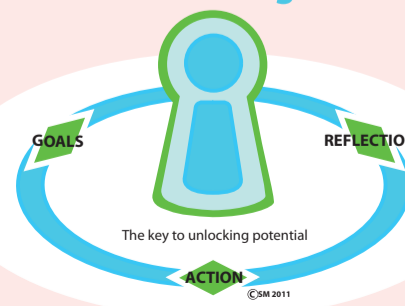 GOALS
REFLECTIO
The key to unlocking potential
ACTION
©SM 2011